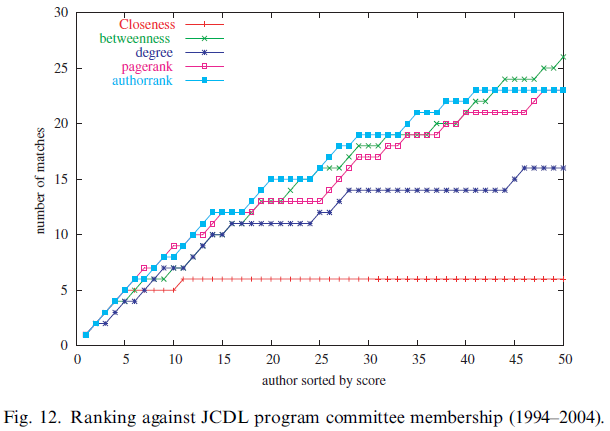 30
25
20
15
10
5
0
number of matches
Closeness
betweenness
degree
pagerank
authorrank
0 5 10 15 20 25 30 35 40 45 50
author sorted by score
Fig. 12. Ranking against JCDL program committee membership (1994–2004).